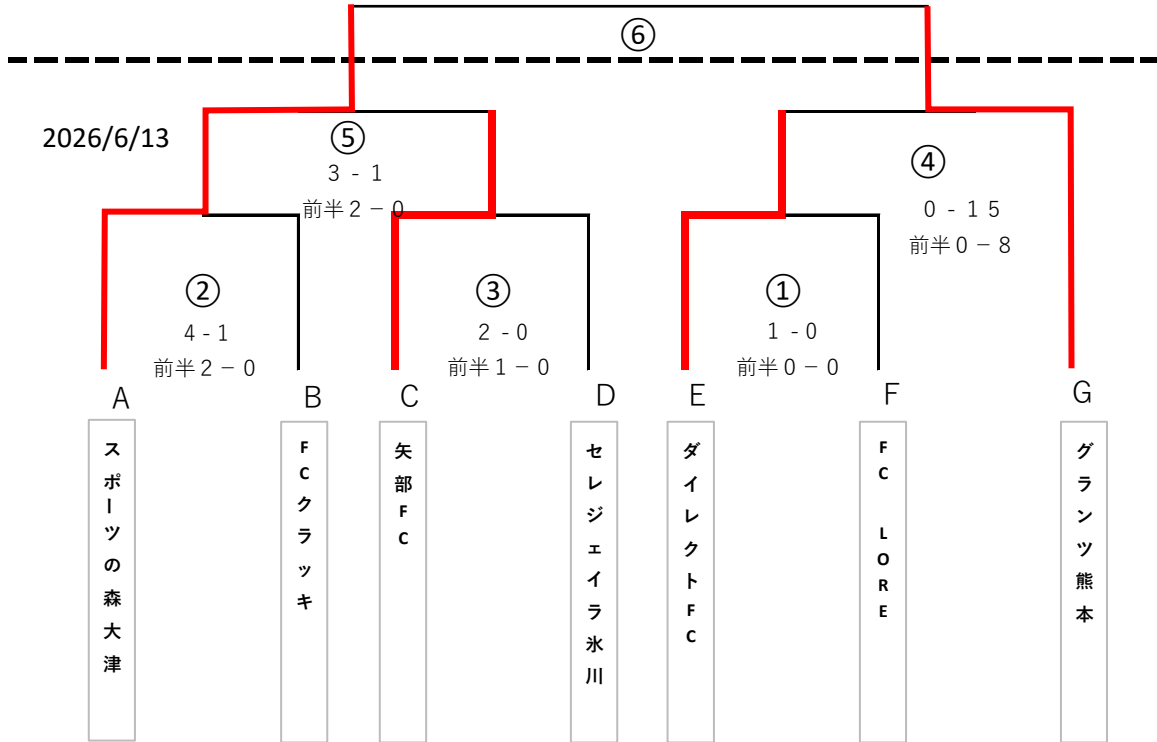 ⑥
2026/6/13
⑤
3 - 1
前半２－０
④
0 - 1 5
前半０－８
②
4 - 1
前半２－０
③
2 - 0
前半１－０
①
1 - 0
前半０－０
A
B
C
D
E
F
G
スポーツの森大津
FCクラッキ
矢部FC
セレジェイラ氷川
ダイレクトFC
FC LORE
グランツ熊本